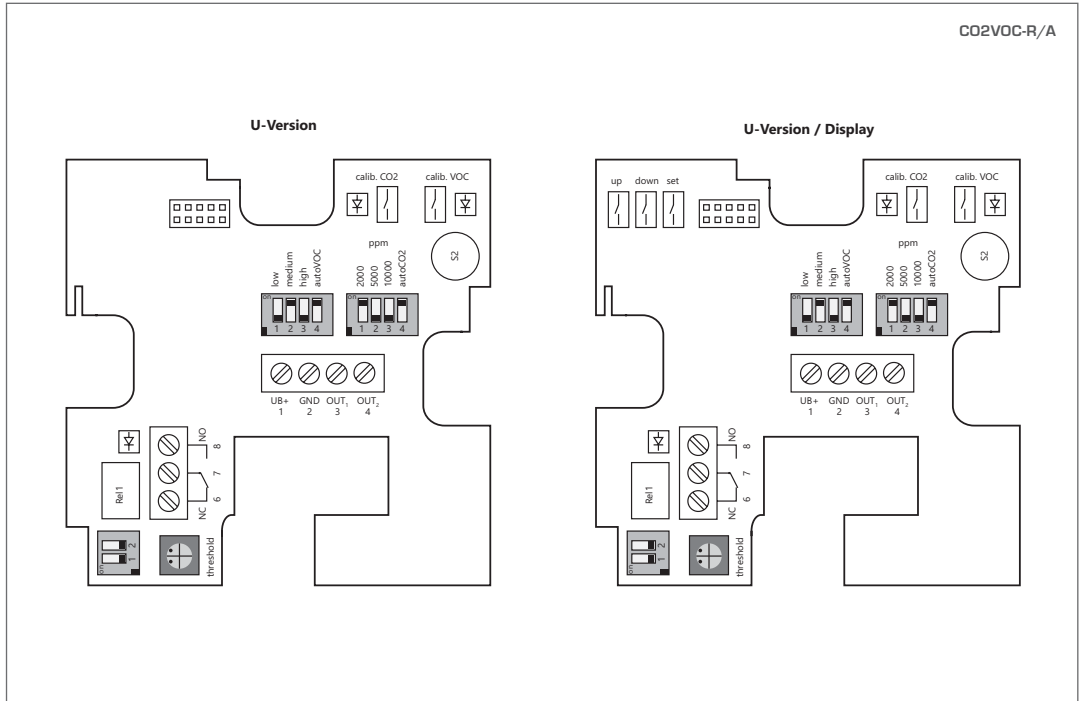 CO2VOC-R/A
U-Version
calib. CO2
calib. VOC
S2
ppm
low
medium
high
autoVOC
2000
5000
10000
autoCO2
on
1 2 3 4
on
1 2 3 4
UB+ GND OUT1 OUT2
1 2 3 4
NO
8
7
6
NC
Rel1
on
1 2
threshold
U-Version / Display
up down set
calib. CO2
calib. VOC
S2
ppm
low
medium
high
autoVOC
2000
5000
10000
autoCO2
on
1 2 3 4
on
1 2 3 4
UB+ GND OUT1 OUT2
1 2 3 4
NO
8
7
6
NC
Rel1
on
1 2
threshold